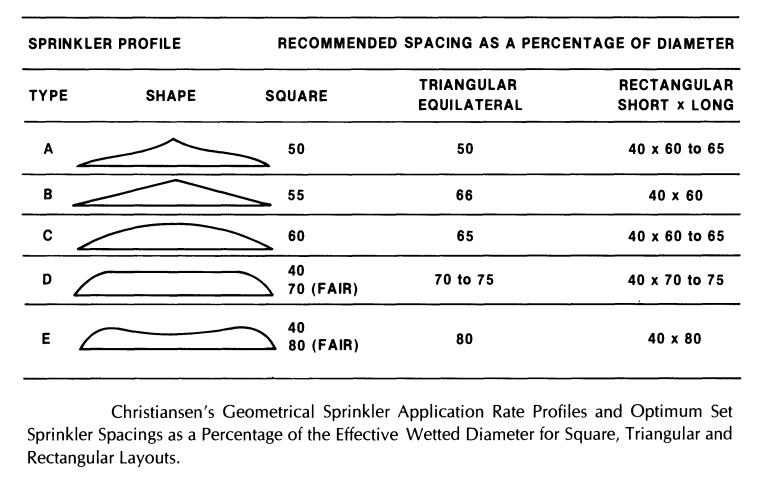 SPRINKLER PROFILE RECOMMENDED SPACING AS A PERCENTAGE OF DIAMETER
TYPE SHAPE SQUARE TRIANGULAR EQUILATERAL RECTANGULAR SHORT x LONG
A 50 50 40 x 60 to 65
B 55 66 40 x 60
C 60 65 40 x 60 to 65
D 40 70 (FAIR) 70 to 75 40 x 70 to 75
E 40 80 (FAIR) 80 40 x 80
Christiansen's Geometrical Sprinkler Application Rate Profiles and Optimum Set
Sprinkler Spacings as a Percentage of the Effective Wetted Diameter for Square, Triangular and
Rectangular Layouts.